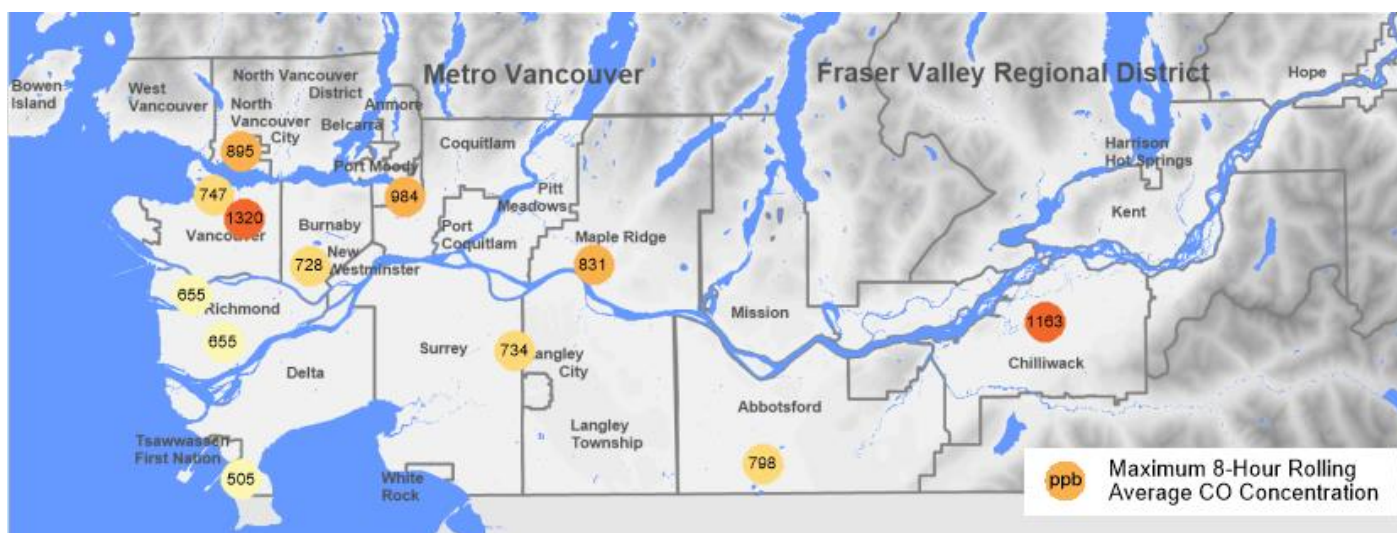 Metro Vancouver
Fraser Valley Regional District
Hope
Bowen
Island
West
Vancouver
North Vancouver
District
North
Vancouver
City
Anmore
Belcarra
Port Moody
Coquitlam
Harrison
Hot Springs
895
747
1320
984
Pitt
Meadows
Kent
Vancouver
Burnaby
Port
Coquitlam
Maple Ridge
New
Westminster
728
831
655
Richmond
Mission
1163
655
Surrey
734
Langley
City
Chilliwack
Delta
Abbotsford
Langley
Township
Tsawwassen
First Nation
505
White
Rock
798
ppb
Maximum 8-Hour Rolling
Average CO Concentration